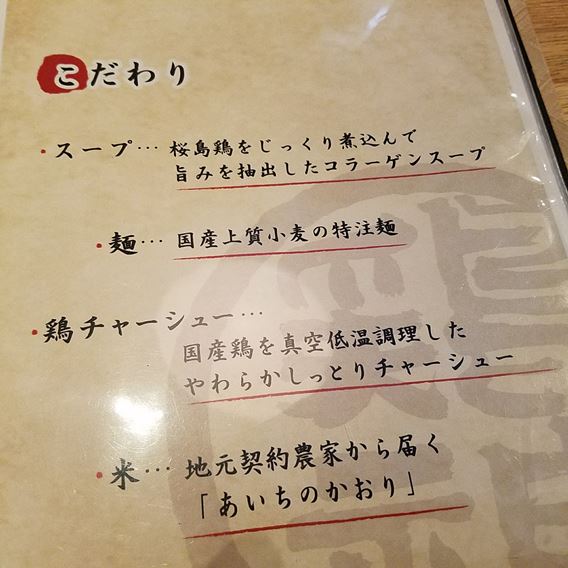 こだわり
・スープ…桜島鶏をじっくり煮込んで
旨みを抽出したコラーゲンスープ
・麺…国産上質小麦の特注麺
・鶏チャーシュー…
国産鶏を真空低温調理した
やわらかしっとりチャーシュー
・米…地元契約農家から届く
「あいちのかおり」